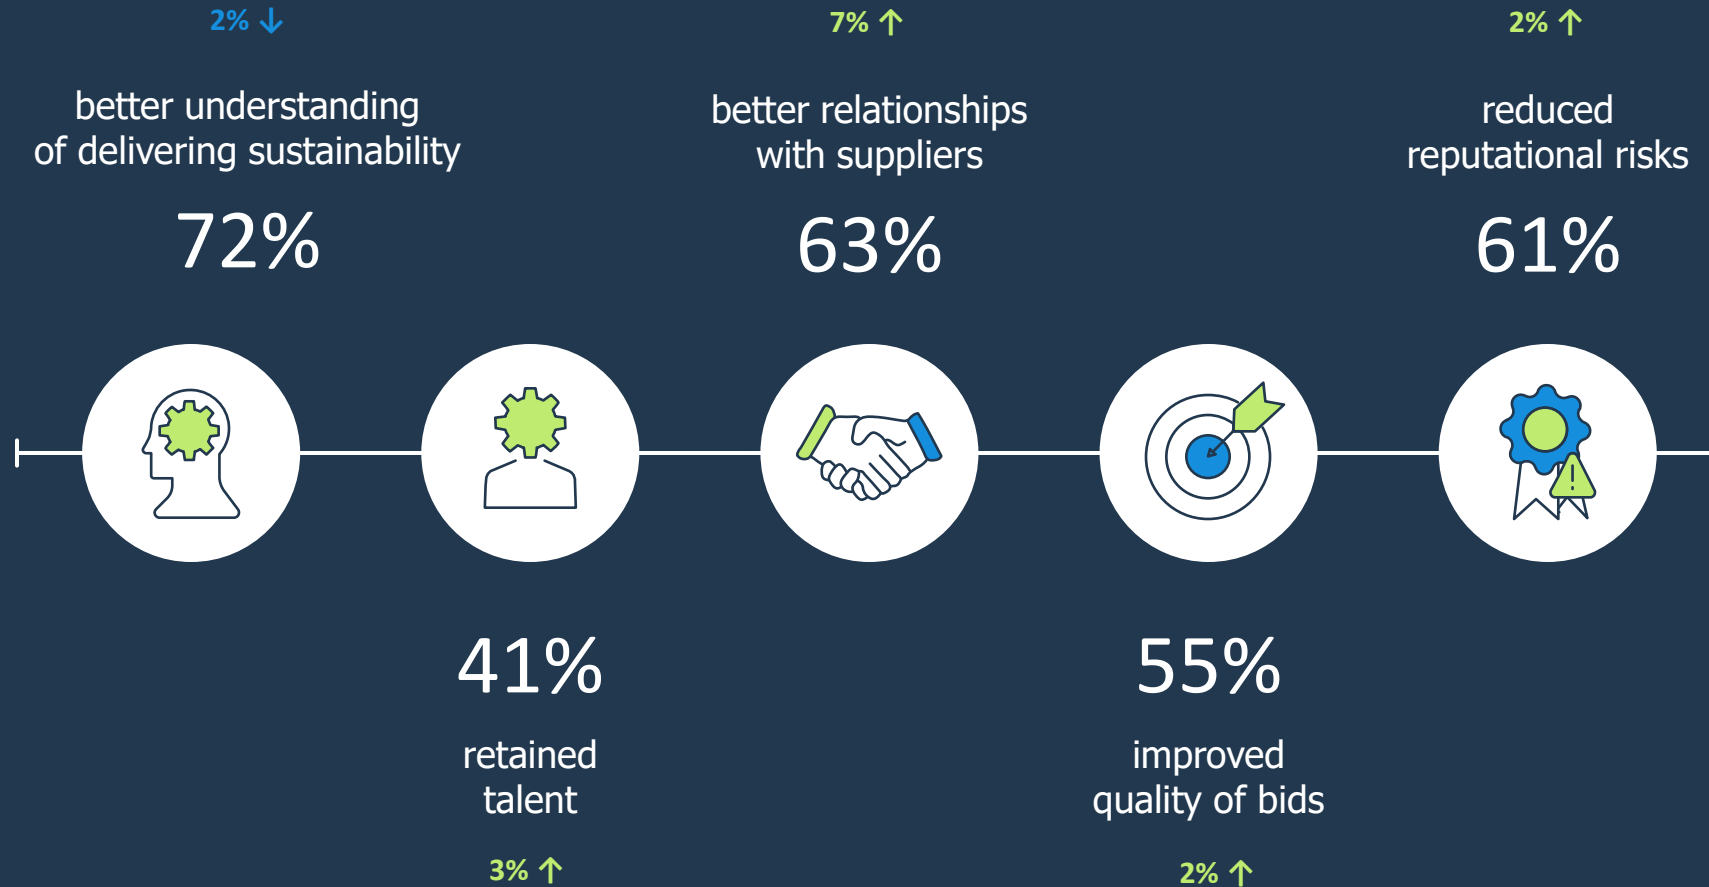 2% ↓
better understanding
of delivering sustainability
72%
7% ↑
better relationships
with suppliers
63%
2% ↑
reduced
reputational risks
61%
!
41%
retained
talent
3% ↑
55%
improved
quality of bids
2% ↑